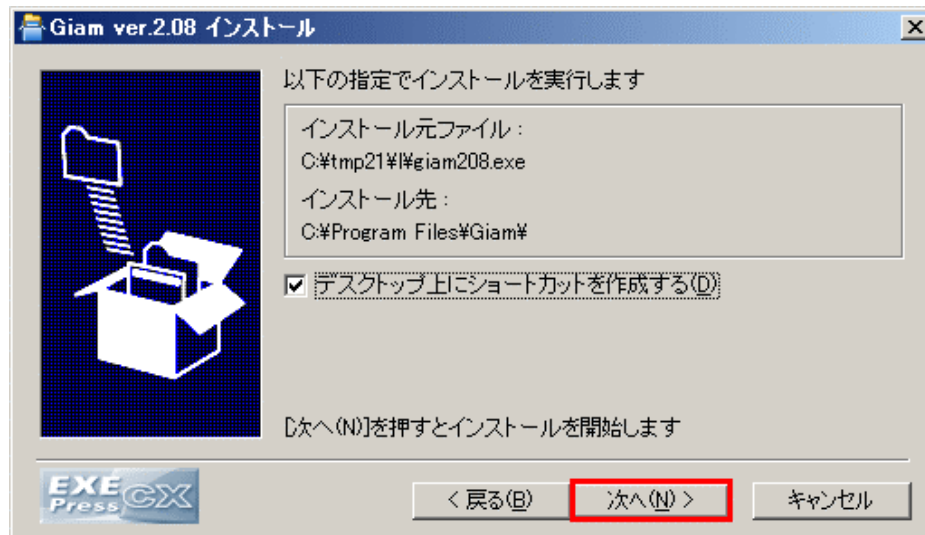 Giam ver.2.08 インストール
以下の指定でインストールを実行します
インストール元ファイル：
C:¥tmp21¥l¥giam208.exe
インストール先：
C:¥Program Files¥Giam¥
デスクトップ上にショートカットを作成する(D)
[次へ(N)]を押すとインストールを開始します
EXE
Press CX
< 戻る(B)
次へ(N) >
キャンセル